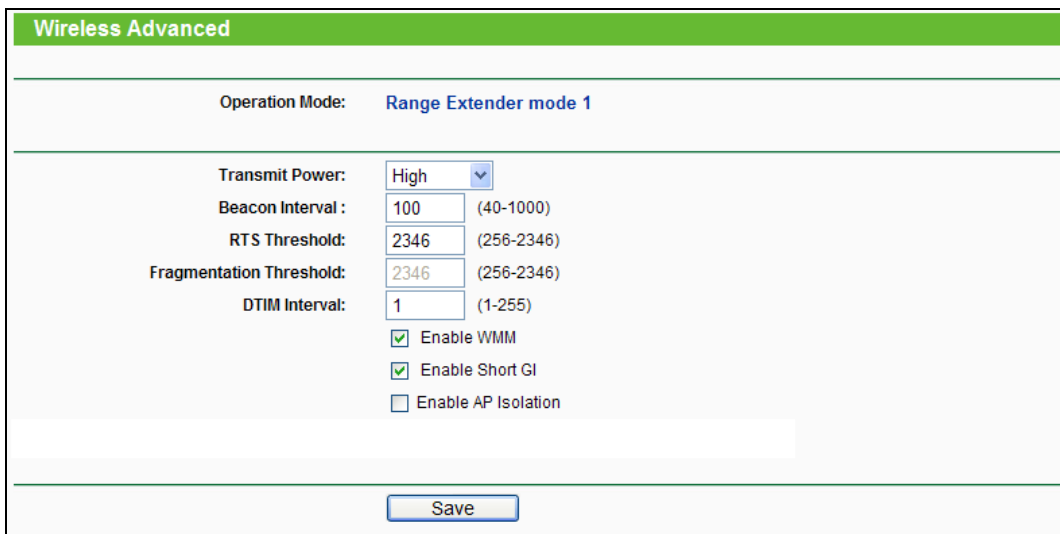 Wireless Advanced
Operation Mode: Range Extender mode 1
Transmit Power: High
Beacon Interval : 100 (40-1000)
RTS Threshold: 2346 (256-2346)
Fragmentation Threshold: 2346 (256-2346)
DTIM Interval: 1 (1-255)
Enable WMM
Enable Short GI
Enable AP Isolation
Save